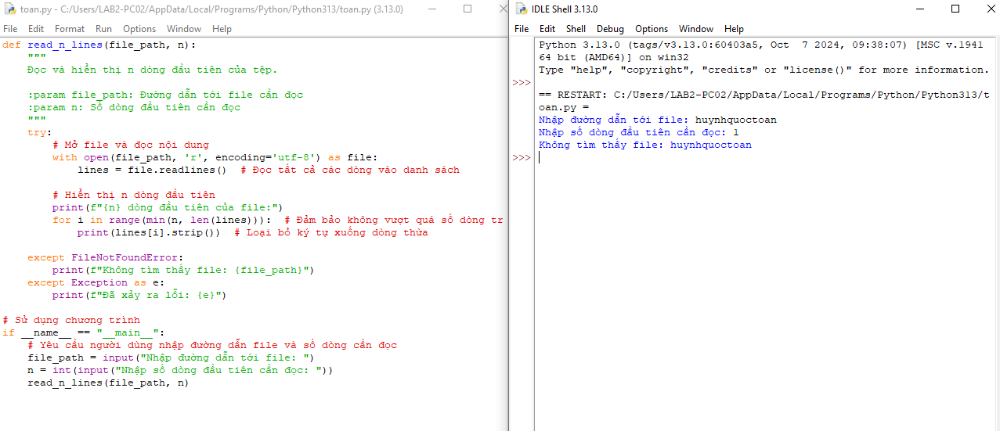 toan.py - C:/Users/LAB2-PC02/AppData/Local/Programs/Python/Python313/toan.py (3.13.0)
File Edit Format Run Options Window Help
def read_n_lines(file_path, n):
    """
    Đọc và hiển thị n dòng đầu tiên của tệp.
    :param file_path: Đường dẫn tới file cần đọc
    :param n: Số dòng đầu tiên cần đọc
    """
    try:
        # Mở file và đọc nội dung
        with open(file_path, 'r', encoding='utf-8') as file:
            lines = file.readlines()  # Đọc tất cả các dòng vào danh sách
        # Hiển thị n dòng đầu tiên
        print(f"{n} dòng đầu tiên của file:")
        for i in range(min(n, len(lines))):  # Đảm bảo không vượt quá số dòng tr
            print(lines[i].strip())  # Loại bỏ ký tự xuống dòng thừa
    except FileNotFoundError:
        print(f"Không tìm thấy file: {file_path}")
    except Exception as e:
        print(f"Đã xảy ra lỗi: {e}")
# Sử dụng chương trình
if __name__ == "__main__":
    # Yêu cầu người dùng nhập đường dẫn file và số dòng cần đọc
    file_path = input("Nhập đường dẫn tới file: ")
    n = int(input("Nhập số dòng đầu tiên cần đọc: "))
    read_n_lines(file_path, n)
IDLE Shell 3.13.0
File Edit Shell Debug Options Window Help
Python 3.13.0 (tags/v3.13.0:60403a5, Oct  7 2024, 09:38:07) [MSC v.1941
64 bit (AMD64)] on win32
Type "help", "copyright", "credits" or "license()" for more information.
>>>
== RESTART: C:/Users/LAB2-PC02/AppData/Local/Programs/Python/Python313/t
oan.py =
Nhập đường dẫn tới file: huynhquoctoan
Nhập số dòng đầu tiên cần đọc: 1
Không tìm thấy file: huynhquoctoan
>>>